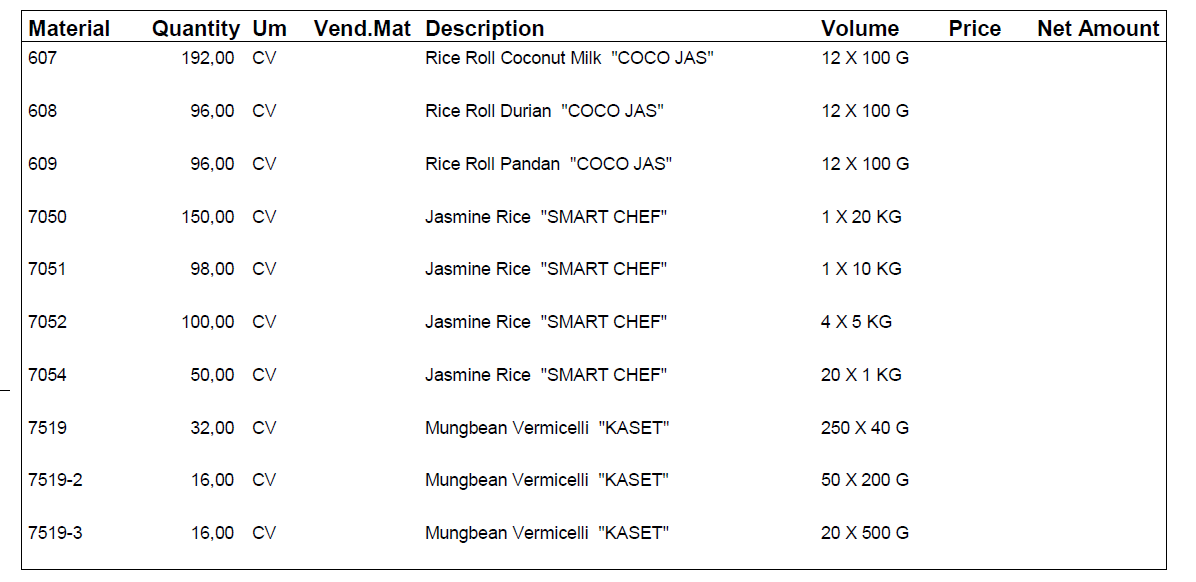 Material Quantity Um Vend.Mat Description Volume Price Net Amount
607 192,00 CV Rice Roll Coconut Milk "COCO JAS" 12 X 100 G
608 96,00 CV Rice Roll Durian "COCO JAS" 12 X 100 G
609 96,00 CV Rice Roll Pandan "COCO JAS" 12 X 100 G
7050 150,00 CV Jasmine Rice "SMART CHEF" 1 X 20 KG
7051 98,00 CV Jasmine Rice "SMART CHEF" 1 X 10 KG
7052 100,00 CV Jasmine Rice "SMART CHEF" 4 X 5 KG
7054 50,00 CV Jasmine Rice "SMART CHEF" 20 X 1 KG
7519 32,00 CV Mungbean Vermicelli "KASET" 250 X 40 G
7519-2 16,00 CV Mungbean Vermicelli "KASET" 50 X 200 G
7519-3 16,00 CV Mungbean Vermicelli "KASET" 20 X 500 G